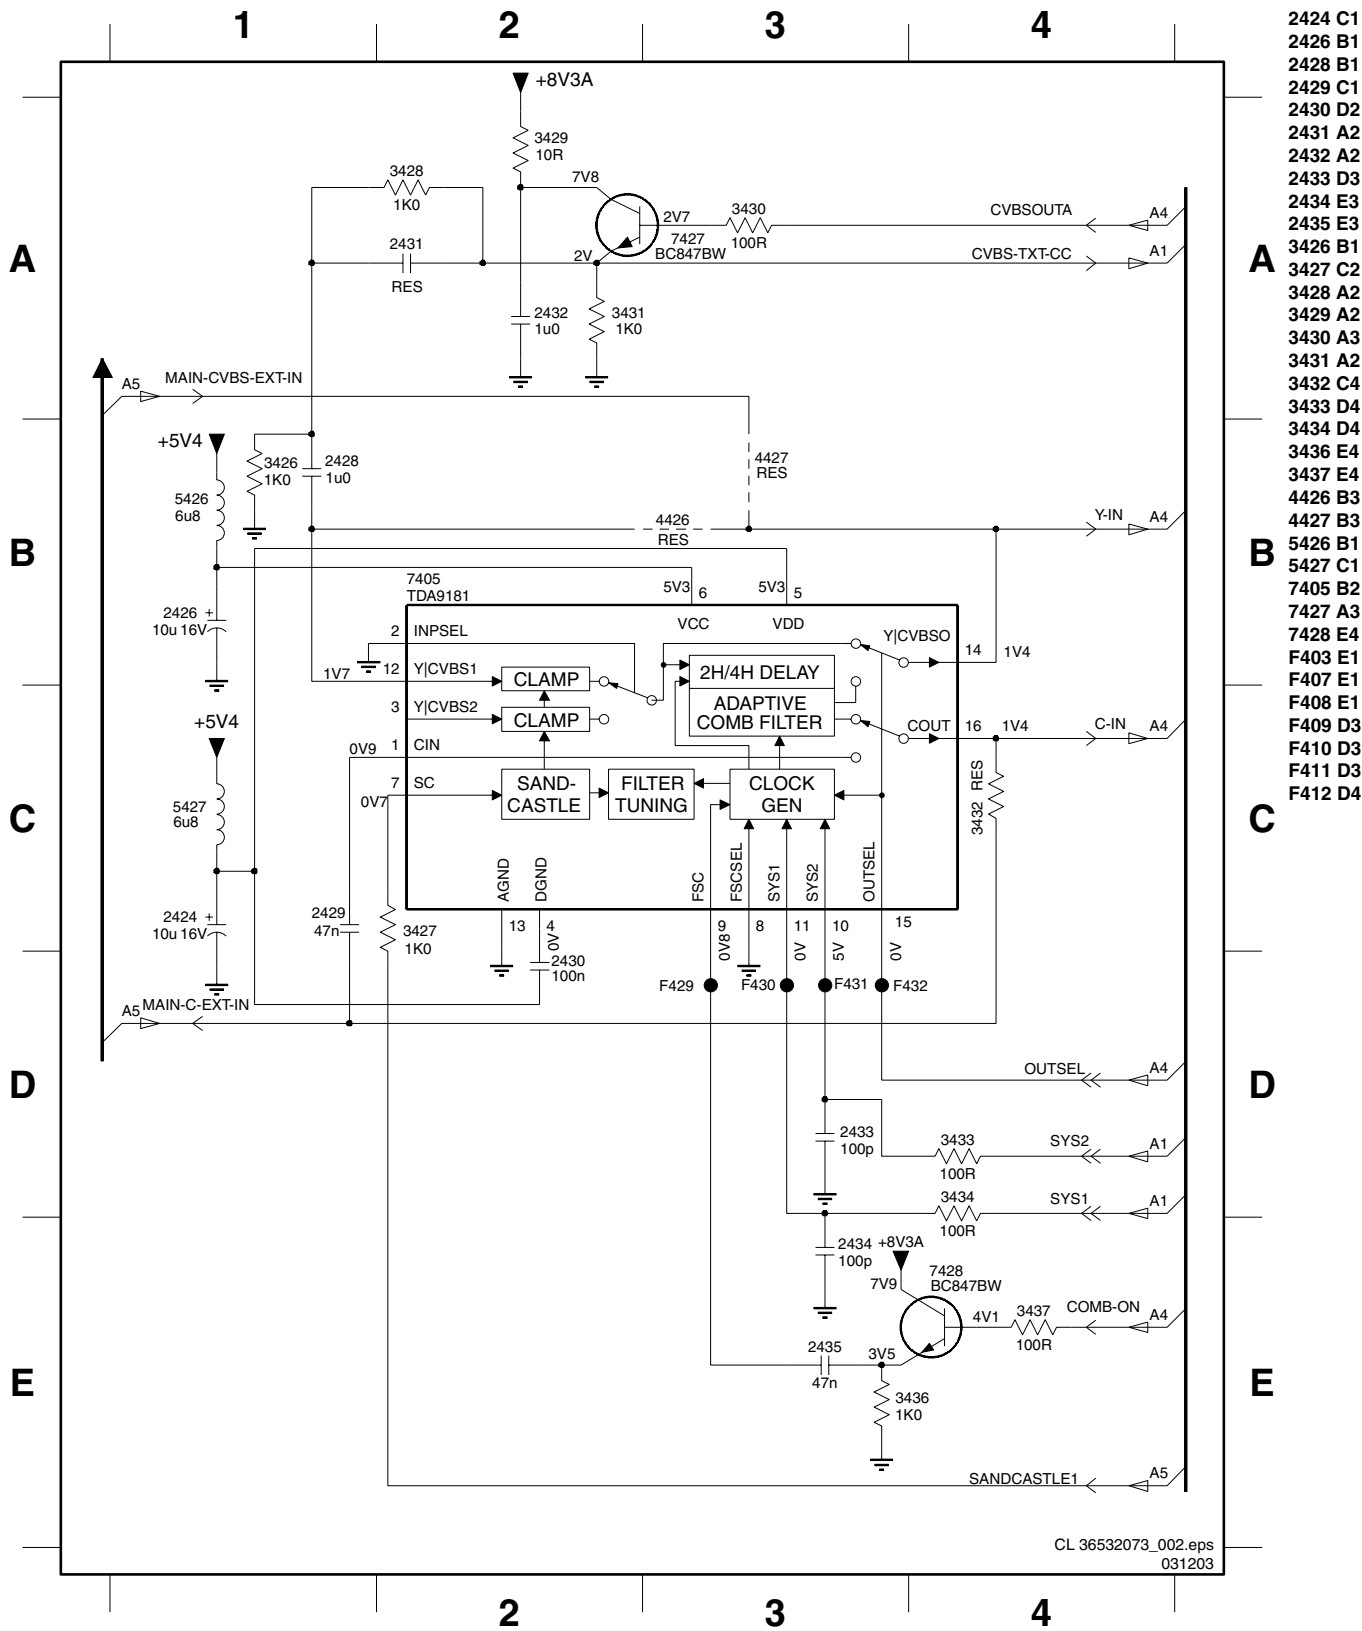 1 2 3 4
2424 C1
2426 B1
2428 B1
2429 C1
2430 D2
2431 A2
2432 A2
2433 D3
2434 E3
2435 E3
3426 B1
3427 C2
3428 A2
3429 A2
3430 A3
3431 A2
3432 C4
3433 D4
3434 D4
3436 E4
3437 E4
4426 B3
4427 B3
5426 B1
5427 C1
7405 B2
7427 A3
7428 E4
F403 E1
F407 E1
F408 E1
F409 D3
F410 D3
F411 D3
F412 D4
+8V3A
3429
10R
3428
1K0
7V8
2V7
3430
100R
CVBSOUTA
A4
7427
BC847BW
2431
RES
2V
CVBS-TXT-CC
A1
A
A
2432
1u0
3431
1K0
A5
MAIN-CVBS-EXT-IN
+5V4
3426
1K0
2428
1u0
4427
RES
5426
6u8
4426
RES
Y-IN
A4
B
B
7405
TDA9181
5V3
6
5V3
5
2426 +
10u 16V
VCC
VDD
2
INPSEL
Y|CVBSO
14
1V4
1V7
12
Y|CVBS1
CLAMP
2H/4H DELAY
3
Y|CVBS2
CLAMP
ADAPTIVE
COMB FILTER
COUT
16
1V4
C-IN
A4
+5V4
0V9
1
CIN
7
SC
0V7
SAND-
CASTLE
FILTER
TUNING
CLOCK
GEN
3432 RES
5427
6u8
C
C
AGND
DGND
FSC
FSCSEL
SYS1
SYS2
OUTSEL
2424 +
10u 16V
2429
47n
3427
1K0
13
4
0V
2430
100n
9
0V8
8
11
0V
10
5V
15
0V
F429
F430
F431
F432
A5
MAIN-C-EXT-IN
OUTSEL
A4
D
D
2433
100p
3433
100R
SYS2
A1
3434
100R
SYS1
A1
2434
100p
+8V3A
7V9
7428
BC847BW
4V1
3437
100R
COMB-ON
A4
2435
47n
3V5
3436
1K0
E
E
SANDCASTLE1
A5
CL 36532073_002.eps
031203
2 3 4